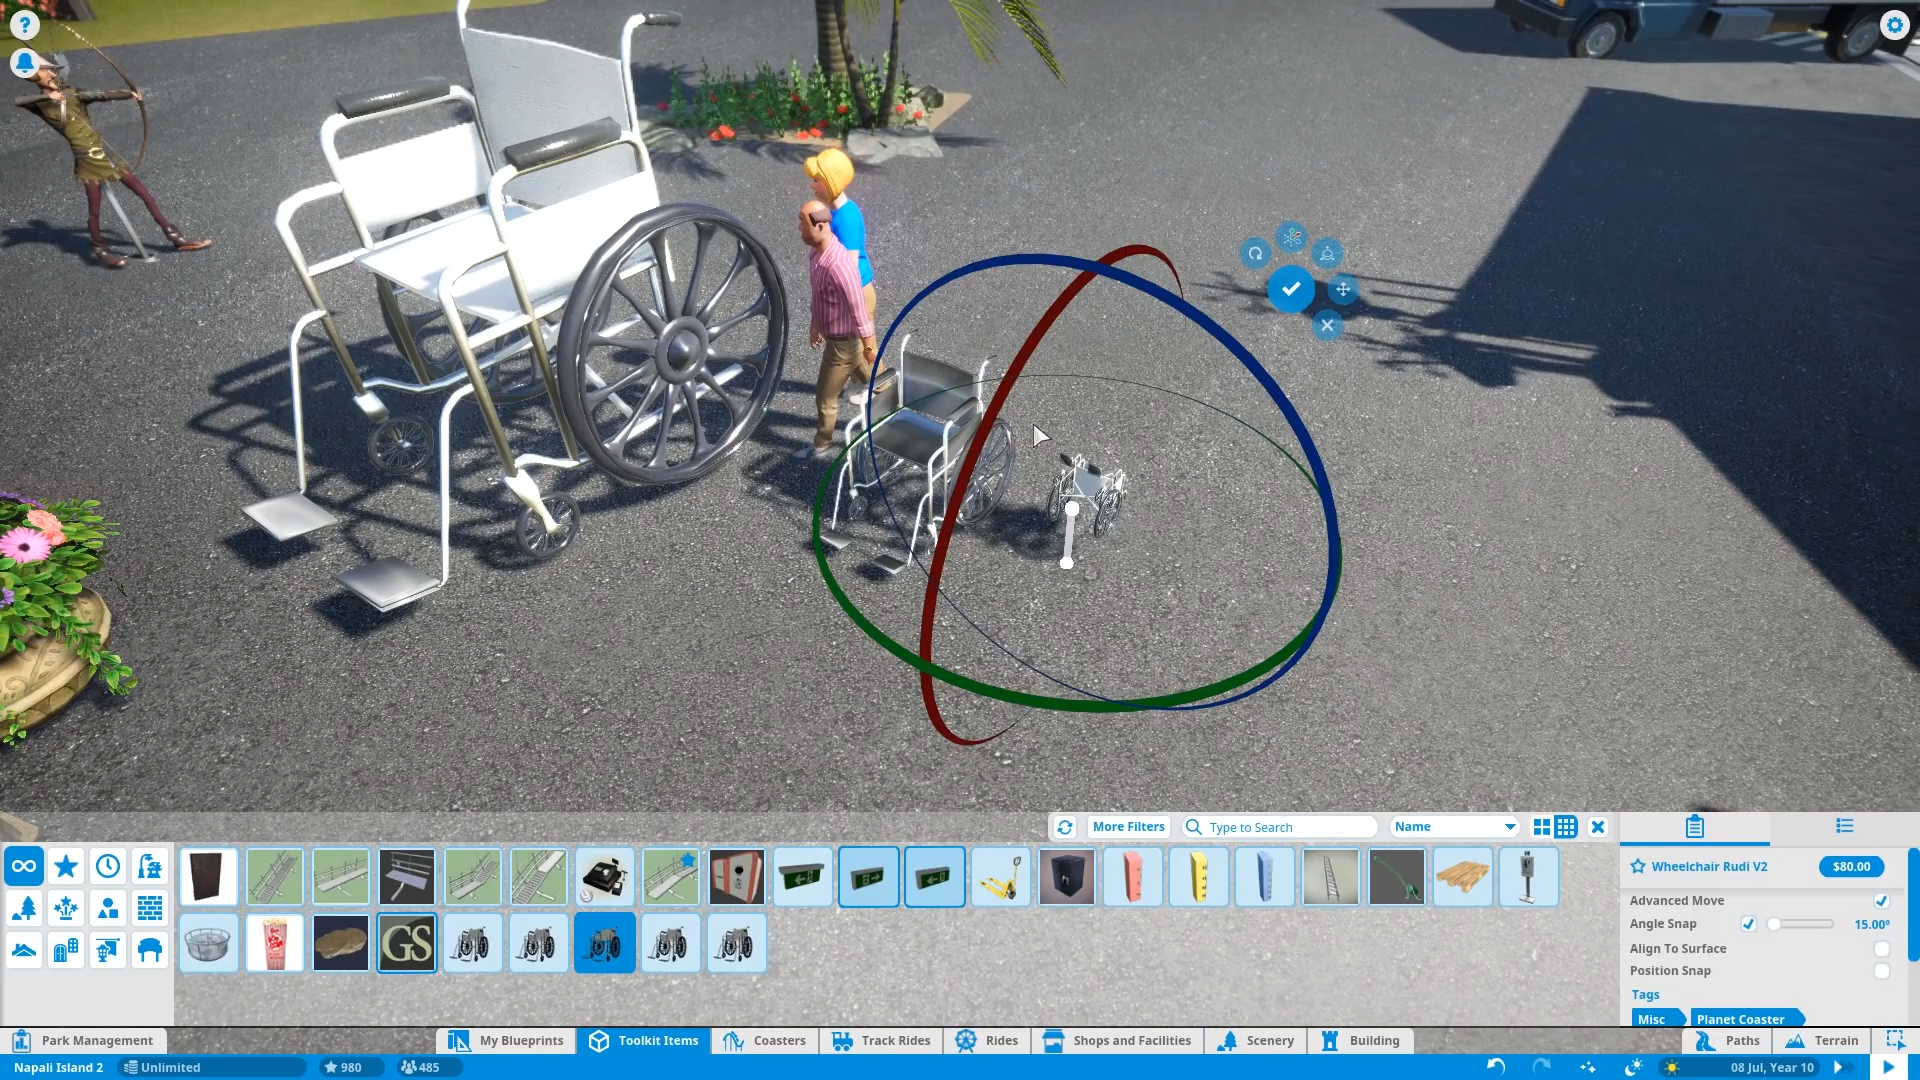 ?
More Filters
Type to Search
Name
GS
Wheelchair Rudi V2
$80.00
Advanced Move
Angle Snap
15.00°
Align To Surface
Position Snap
Tags
Misc
Planet Coaster
Park Management
My Blueprints
Toolkit Items
Coasters
Track Rides
Rides
Shops and Facilities
Scenery
Building
Paths
Terrain
Napali Island 2
Unlimited
980
485
08 Jul, Year 10